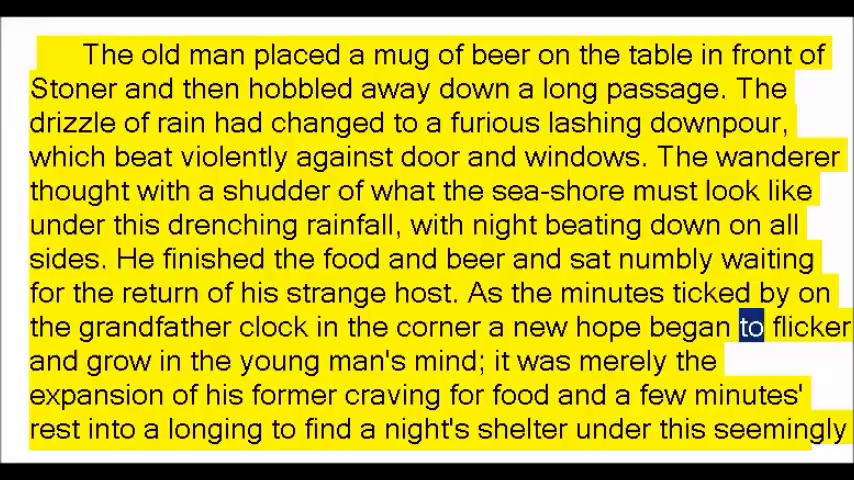 The old man placed a mug of beer on the table in front of
Stoner and then hobbled away down a long passage. The
drizzle of rain had changed to a furious lashing downpour,
which beat violently against door and windows. The wanderer
thought with a shudder of what the sea-shore must look like
under this drenching rainfall, with night beating down on all
sides. He finished the food and beer and sat numbly waiting
for the return of his strange host. As the minutes ticked by on
the grandfather clock in the corner a new hope began to flicker
and grow in the young man's mind; it was merely the
expansion of his former craving for food and a few minutes'
rest into a longing to find a night's shelter under this seemingly